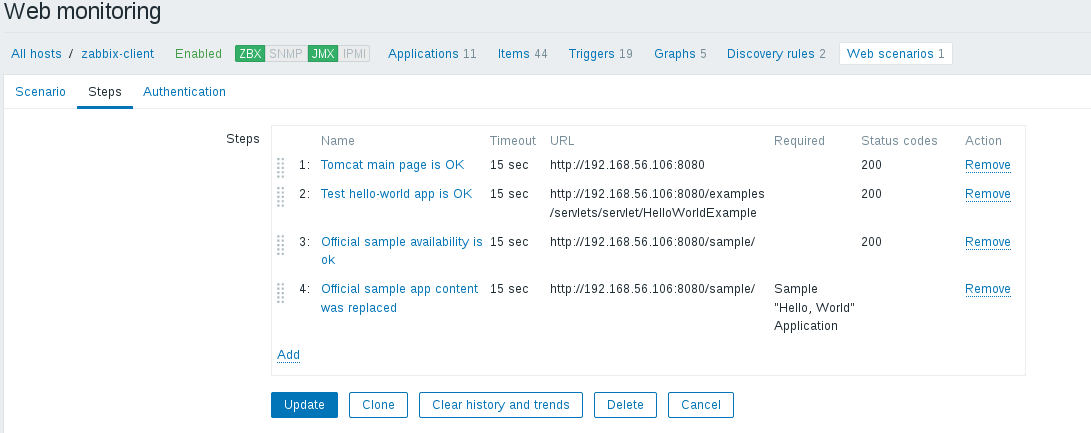 Web monitoring
All hosts / zabbix-client Enabled ZBX SNMP JMX IPMI Applications 11 Items 44 Triggers 19 Graphs 5 Discovery rules 2 Web scenarios 1
Scenario Steps Authentication
Steps Name Timeout URL Required Status codes Action
1: Tomcat main page is OK 15 sec http://192.168.56.106:8080 200 Remove
2: Test hello-world app is OK 15 sec http://192.168.56.106:8080/examples 200 Remove
/servlets/servlet/HelloWorldExample
3: Official sample availability is 15 sec http://192.168.56.106:8080/sample/ 200 Remove
ok
4: Official sample app content 15 sec http://192.168.56.106:8080/sample/ Sample Remove
was replaced "Hello, World"
Application
Add
Update Clone Clear history and trends Delete Cancel